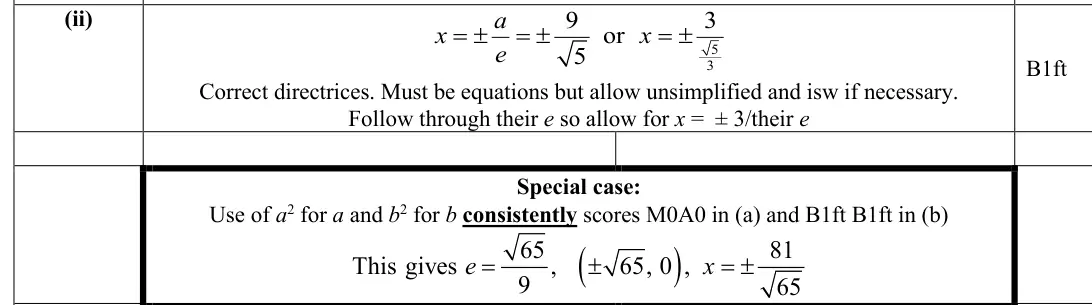 (ii)
x = ± a/e = ± 9/√5 or x = ± 3/(√5/3)
B1ft
Correct directrices. Must be equations but allow unsimplified and isw if necessary.
Follow through their e so allow for x = ± 3/their e
Special case:
Use of a² for a and b² for b consistently scores M0A0 in (a) and B1ft B1ft in (b)
This gives e = √65/9, (±√65, 0), x = ± 81/√65